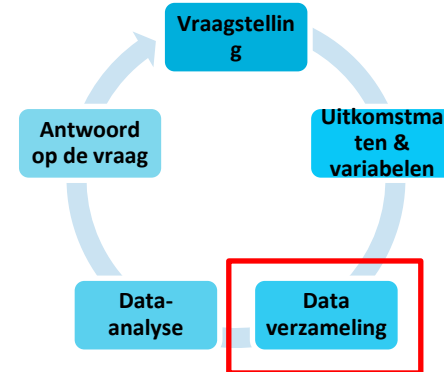 Vraagstellin
g
Uitkomstma
ten &
variabelen
Data
verzameling
Data-
analyse
Antwoord
op de vraag